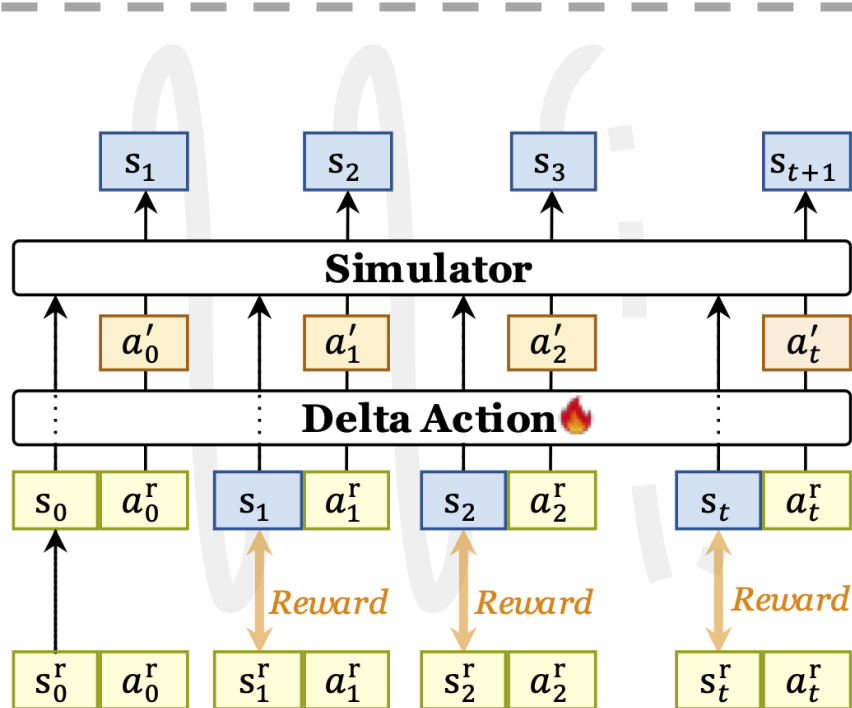 s₁ s₂ s₃ sₜ₊₁
Simulator
a′₀ a′₁ a′₂ a′ₜ
Delta Action🔥
s₀ aʳ₀ s₁ aʳ₁ s₂ aʳ₂ sₜ aʳₜ
Reward Reward Reward
sʳ₀ aʳ₀ sʳ₁ aʳ₁ sʳ₂ aʳ₂ sʳₜ aʳₜ